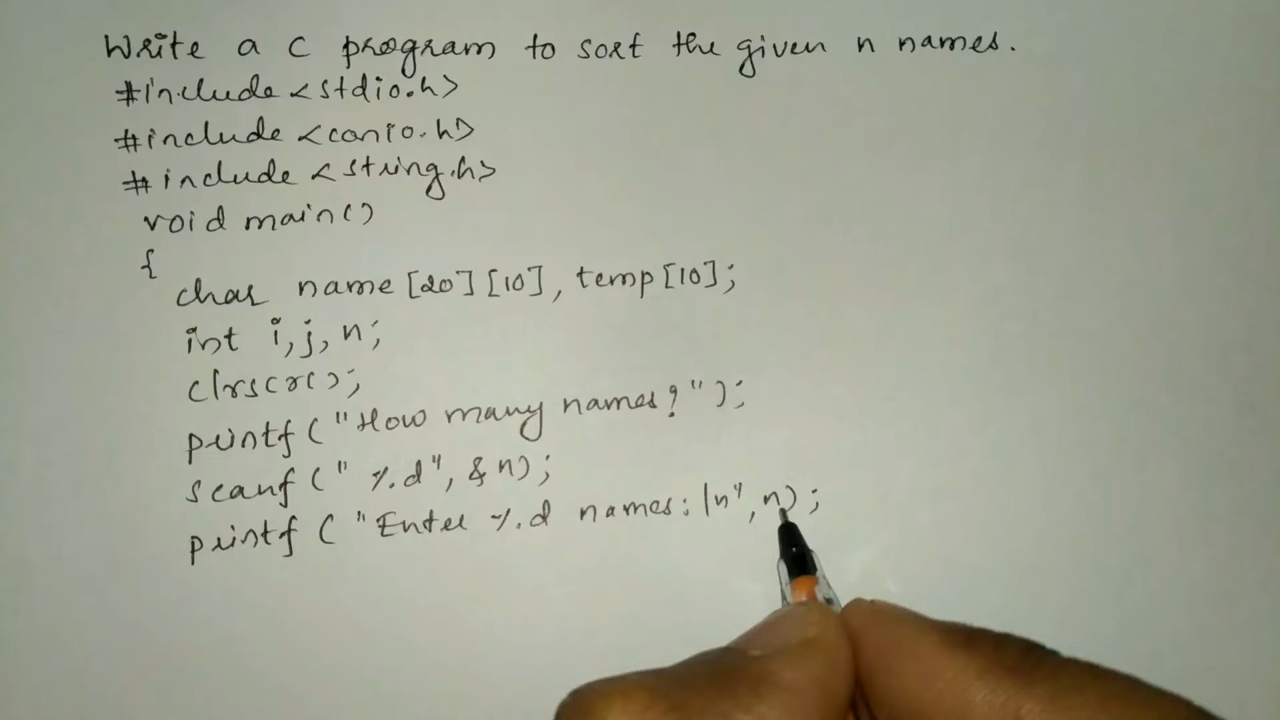 Write a C program to sort the given n names.
#include <stdio.h>
#include <conio.h>
#include <string.h>
void main()
{
char name [20][10], temp[10];
int i, j, n;
clrscr();
printf ("How many names?");
scanf (" %d", & n);
printf ( "Enter %d names: \n", n);